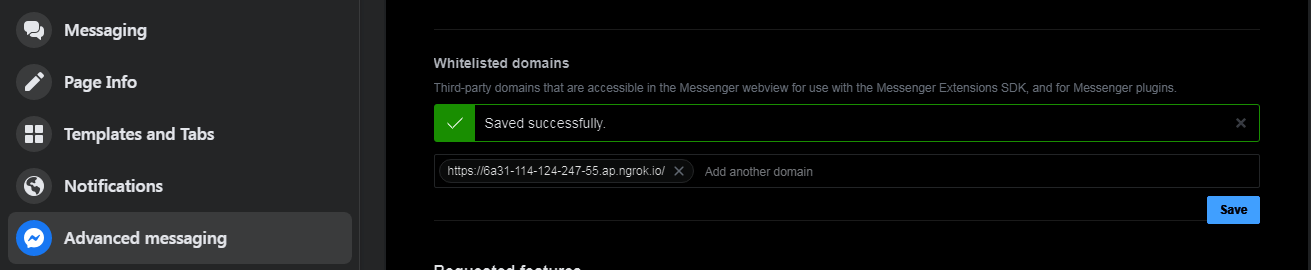 Messaging
Page Info
Templates and Tabs
Notifications
Advanced messaging
Whitelisted domains
Third-party domains that are accessible in the Messenger webview for use with the Messenger Extensions SDK, and for Messenger plugins.
Saved successfully.
https://6a31-114-124-247-55.ap.ngrok.io/ Add another domain
Save
Requested features